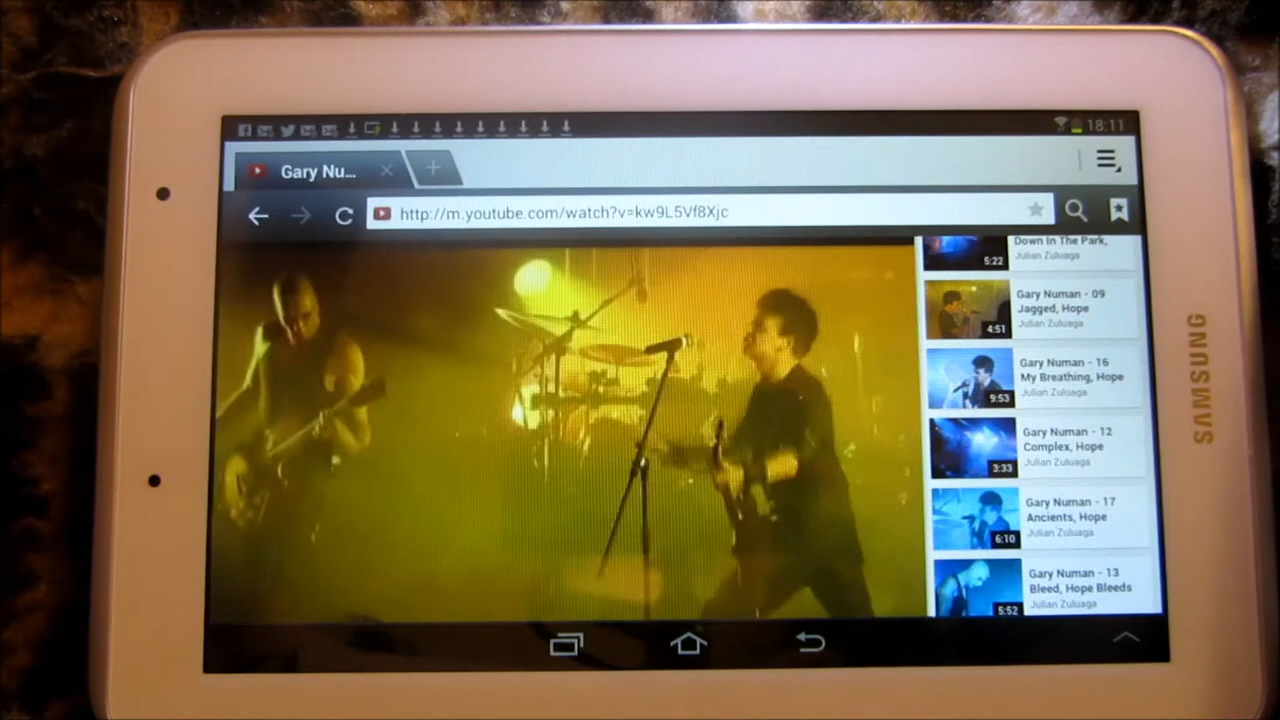 18:11
Gary Nu...
http://m.youtube.com/watch?v=kw9L5Vf8Xjc
Down In The Park,
Julian Zuluaga
5:22
Gary Numan - 09
Jagged, Hope
Julian Zuluaga
4:51
Gary Numan - 16
My Breathing, Hope
Julian Zuluaga
9:53
Gary Numan - 12
Complex, Hope
Julian Zuluaga
3:33
Gary Numan - 17
Ancients, Hope
Julian Zuluaga
6:10
Gary Numan - 13
Bleed, Hope Bleeds
Julian Zuluaga
5:52
SAMSUNG